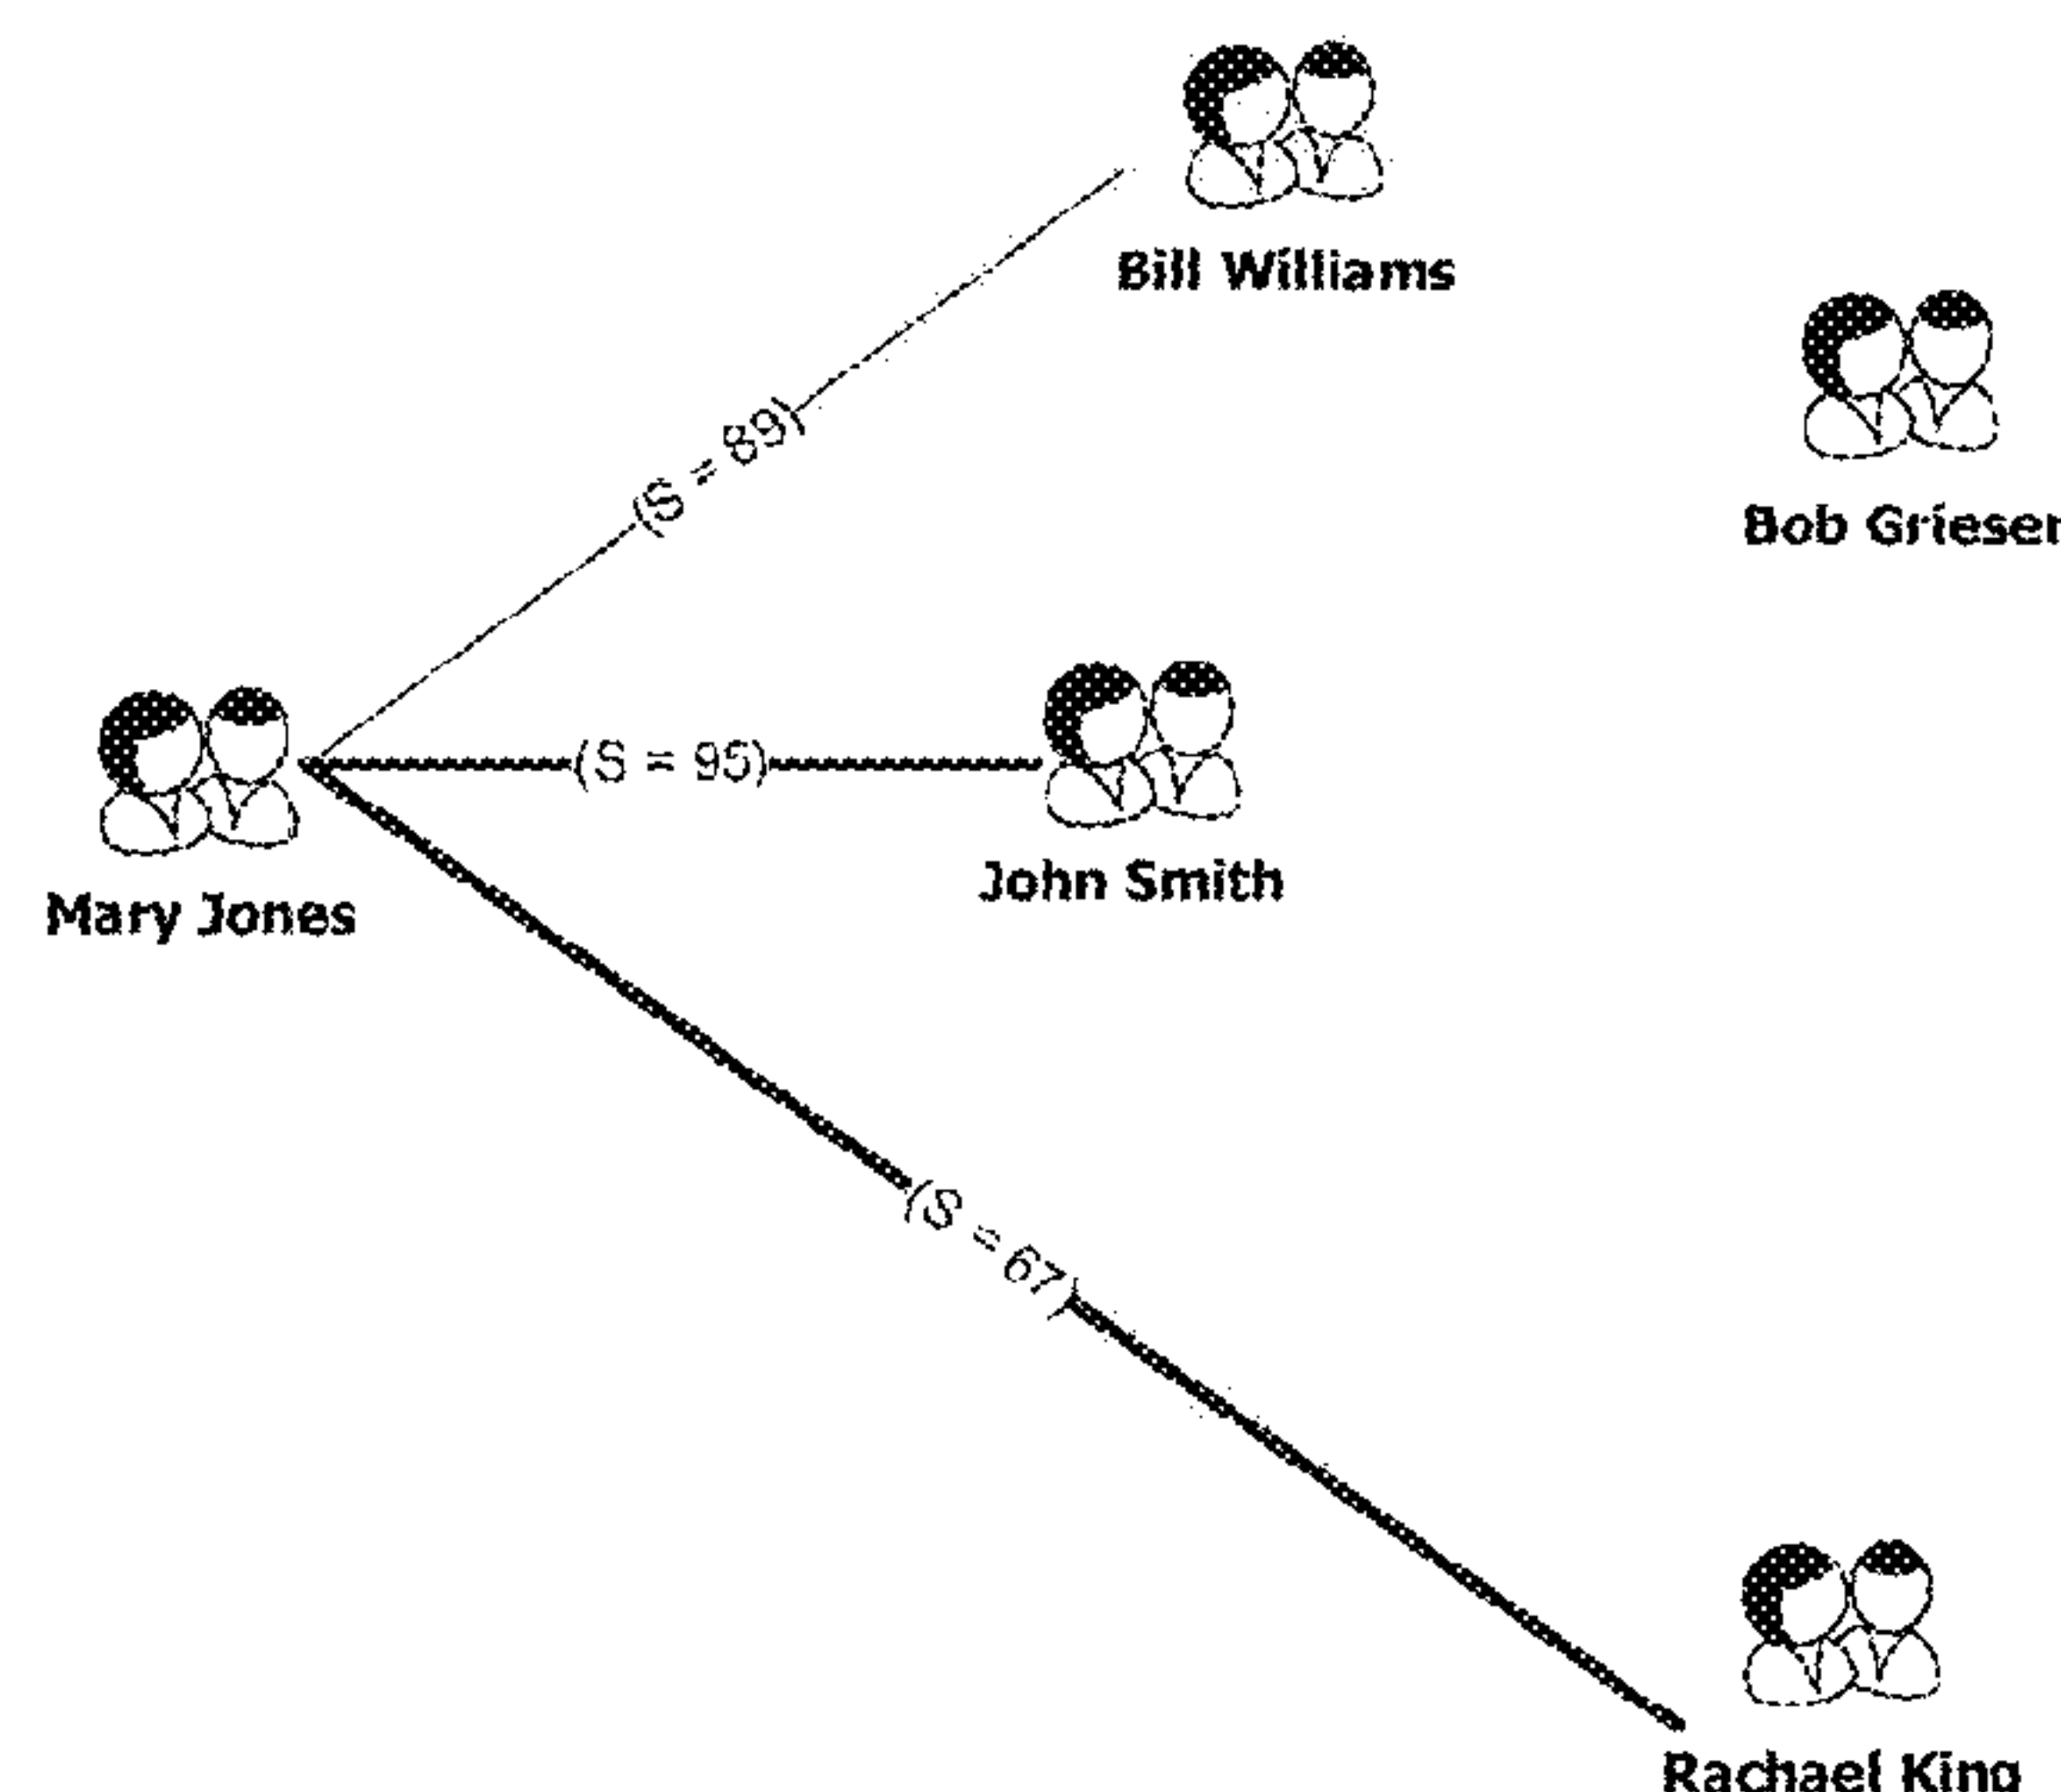 Bill Williams
(S = 89)
Bob Grieser
(S = 95)
John Smith
Mary Jones
(S = 67)
Rachael King